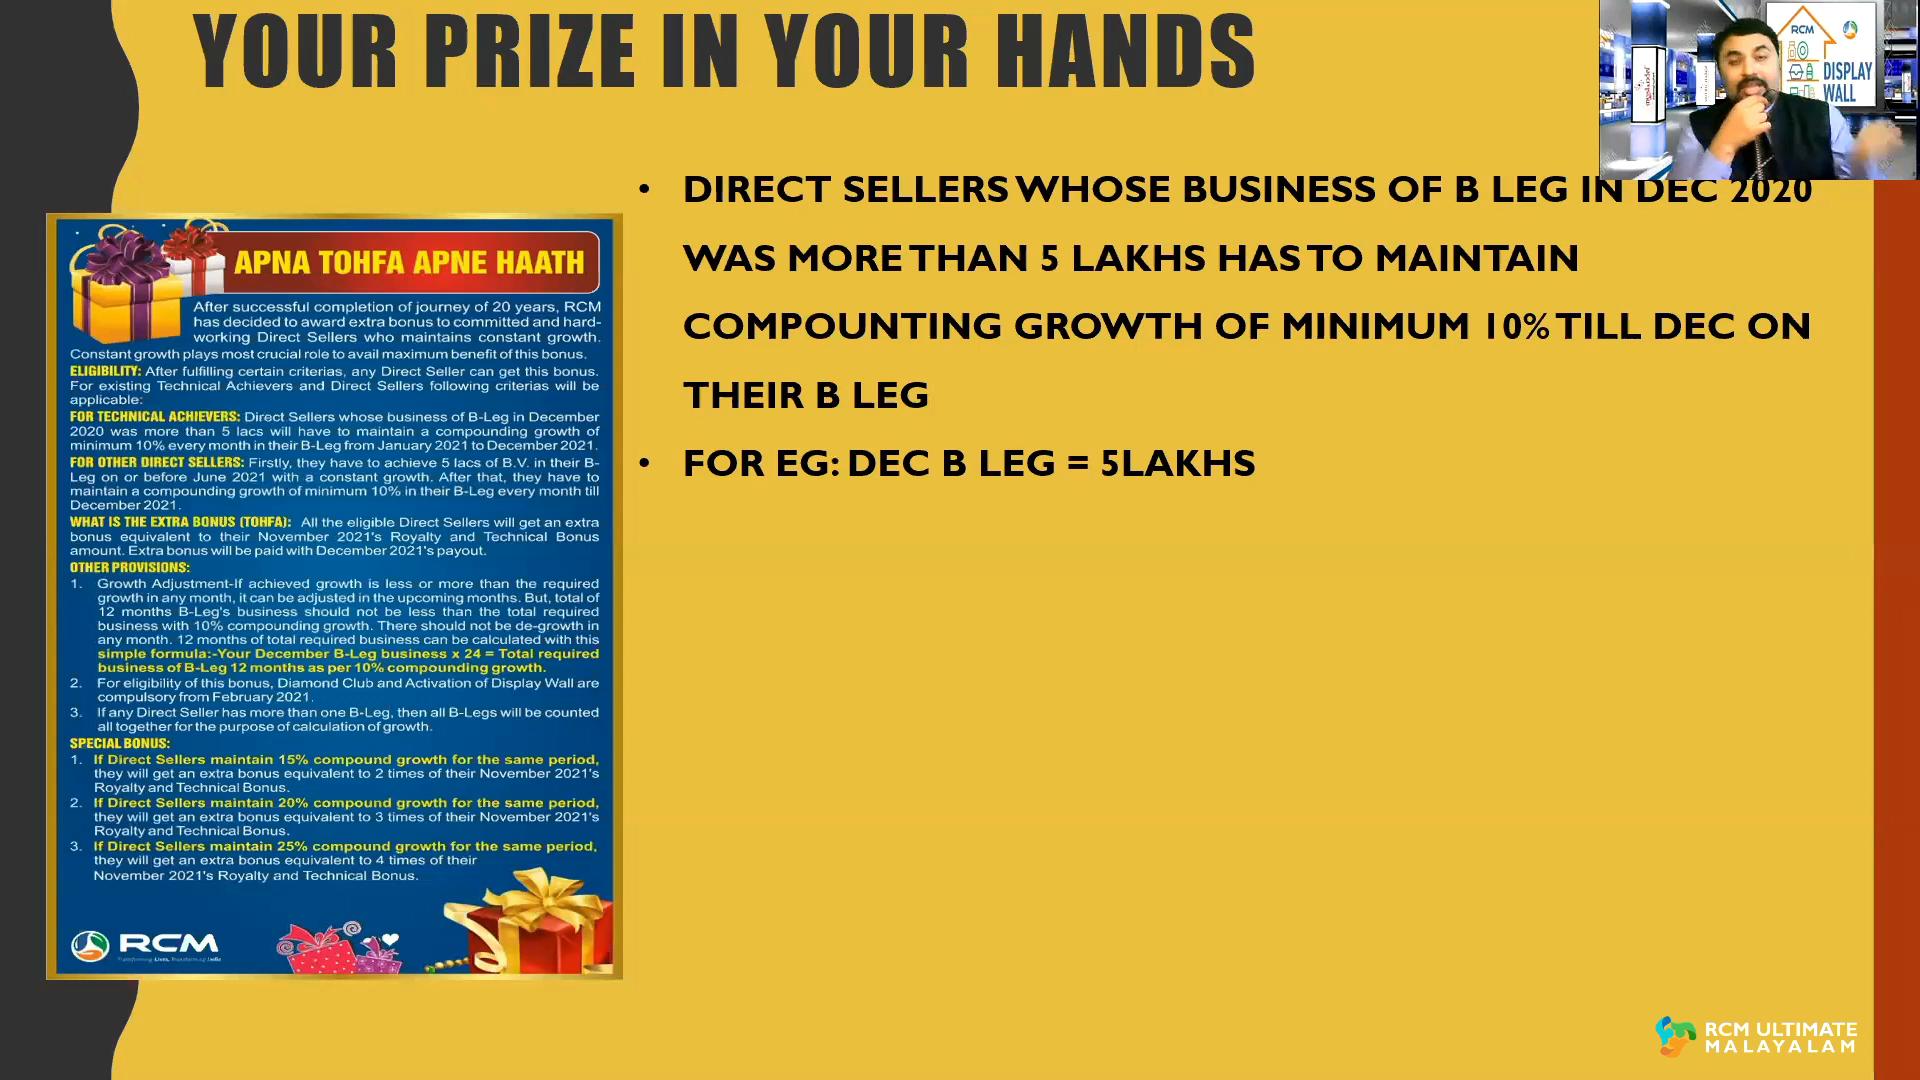 YOUR PRIZE IN YOUR HANDS
RCM
DISPLAY
WALL
• DIRECT SELLERS WHOSE BUSINESS OF B LEG IN DEC 2020
WAS MORE THAN 5 LAKHS HAS TO MAINTAIN
COMPOUNTING GROWTH OF MINIMUM 10% TILL DEC ON
THEIR B LEG
• FOR EG: DEC B LEG = 5LAKHS
APNA TOHFA APNE HAATH
After successful completion of journey of 20 years, RCM
has decided to award extra bonus to committed and hard-
working Direct Sellers who maintains constant growth.
Constant growth plays most crucial role to avail maximum benefit of this bonus.
ELIGIBILITY: After fulfilling certain criterias, any Direct Seller can get this bonus.
For existing Technical Achievers and Direct Sellers following criterias will be
applicable:
FOR TECHNICAL ACHIEVERS: Direct Sellers whose business of B-Leg in December
2020 was more than 5 lacs will have to maintain a compounding growth of
minimum 10% every month in their B-Leg from January 2021 to December 2021.
FOR OTHER DIRECT SELLERS: Firstly, they have to achieve 5 lacs of B.V. in their B-
Leg on or before June 2021 with a constant growth. After that, they have to
maintain a compounding growth of minimum 10% in their B-Leg every month till
December 2021.
WHAT IS THE EXTRA BONUS (TOHFA): All the eligible Direct Sellers will get an extra
bonus equivalent to their November 2021's Royalty and Technical Bonus
amount. Extra bonus will be paid with December 2021's payout.
OTHER PROVISIONS:
1. Growth Adjustment-If achieved growth is less or more than the required
growth in any month, it can be adjusted in the upcoming months. But, total of
12 months B-Leg's business should not be less than the total required
business with 10% compounding growth. There should not be de-growth in
any month. 12 months of total required business can be calculated with this
simple formula:-Your December B-Leg business x 24 = Total required
business of B-Leg 12 months as per 10% compounding growth.
2. For eligibility of this bonus, Diamond Club and Activation of Display Wall are
compulsory from February 2021.
3. If any Direct Seller has more than one B-Leg, then all B-Legs will be counted
all together for the purpose of calculation of growth.
SPECIAL BONUS:
1. If Direct Sellers maintain 15% compound growth for the same period,
they will get an extra bonus equivalent to 2 times of their November 2021's
Royalty and Technical Bonus.
2. If Direct Sellers maintain 20% compound growth for the same period,
they will get an extra bonus equivalent to 3 times of their November 2021's
Royalty and Technical Bonus.
3. If Direct Sellers maintain 25% compound growth for the same period,
they will get an extra bonus equivalent to 4 times of their
November 2021's Royalty and Technical Bonus.
RCM
RCM ULTIMATE
MALAYALAM